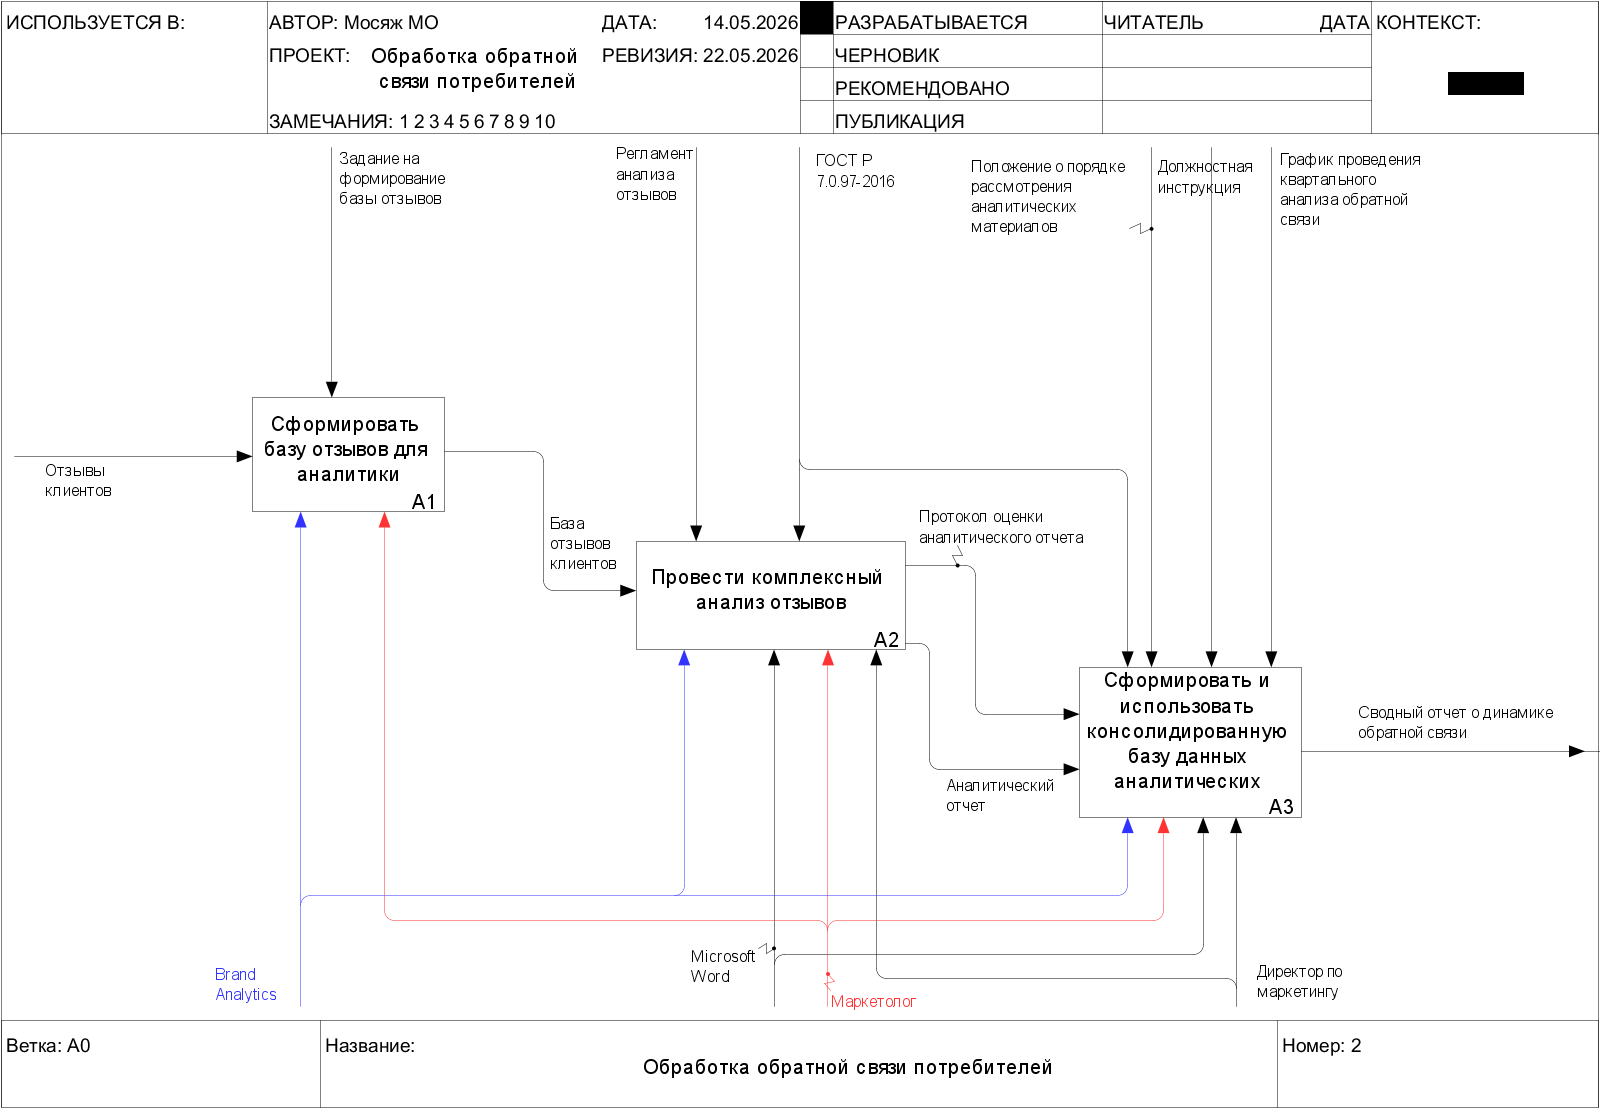 ИСПОЛЬЗУЕТСЯ В:
АВТОР: Мосяж МО
ДАТА: 14.05.2026
РАЗРАБАТЫВАЕТСЯ
ЧИТАТЕЛЬ
ДАТА
КОНТЕКСТ:
ПРОЕКТ: Обработка обратной
связи потребителей
РЕВИЗИЯ: 22.05.2026
ЧЕРНОВИК
РЕКОМЕНДОВАНО
ЗАМЕЧАНИЯ: 1 2 3 4 5 6 7 8 9 10
ПУБЛИКАЦИЯ
Задание на
формирование
базы отзывов
Регламент
анализа
отзывов
ГОСТ Р
7.0.97-2016
Положение о порядке
рассмотрения
аналитических
материалов
Должностная
инструкция
График проведения
квартального
анализа обратной
связи
Сформировать
базу отзывов для
аналитики
А1
Отзывы
клиентов
База
отзывов
клиентов
Протокол оценки
аналитического отчета
Провести комплексный
анализ отзывов
А2
Сформировать и
использовать
консолидированную
базу данных
аналитических
А3
Аналитический
отчет
Сводный отчет о динамике
обратной связи
Brand
Analytics
Microsoft
Word
Маркетолог
Директор по
маркетингу
Ветка: А0
Название:
Обработка обратной связи потребителей
Номер: 2